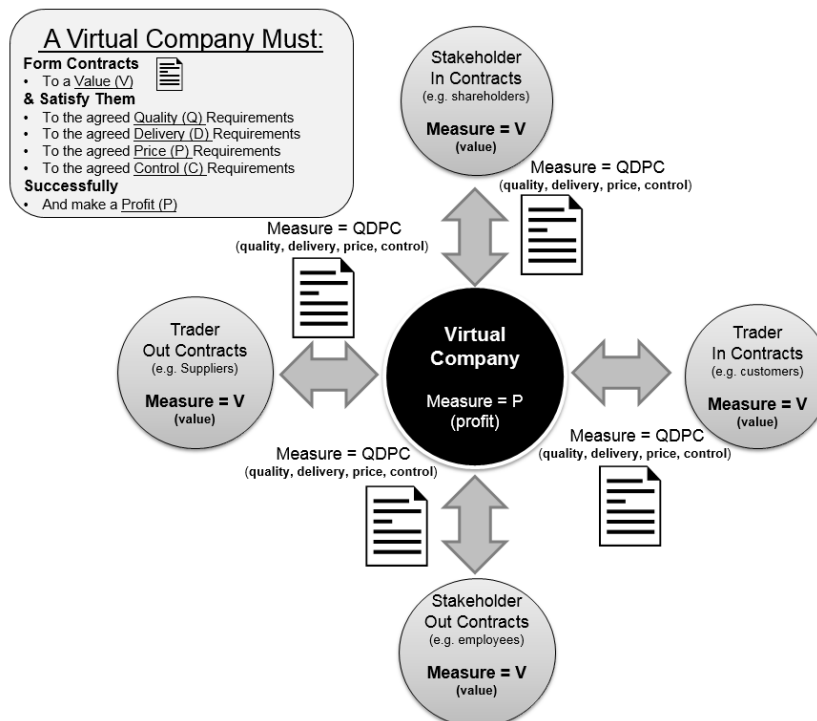 A Virtual Company Must:
Form Contracts
• To a Value (V)
& Satisfy Them
• To the agreed Quality (Q) Requirements
• To the agreed Delivery (D) Requirements
• To the agreed Price (P) Requirements
• To the agreed Control (C) Requirements
Successfully
• And make a Profit (P)
Stakeholder
In Contracts
(e.g. shareholders)
Measure = V
(value)
Measure = QDPC
(quality, delivery, price, control)
Measure = QDPC
(quality, delivery, price, control)
Trader
Out Contracts
(e.g. Suppliers)
Measure = V
(value)
Virtual
Company
Measure = P
(profit)
Trader
In Contracts
(e.g. customers)
Measure = V
(value)
Measure = QDPC
(quality, delivery, price, control)
Measure = QDPC
(quality, delivery, price, control)
Stakeholder
Out Contracts
(e.g. employees)
Measure = V
(value)